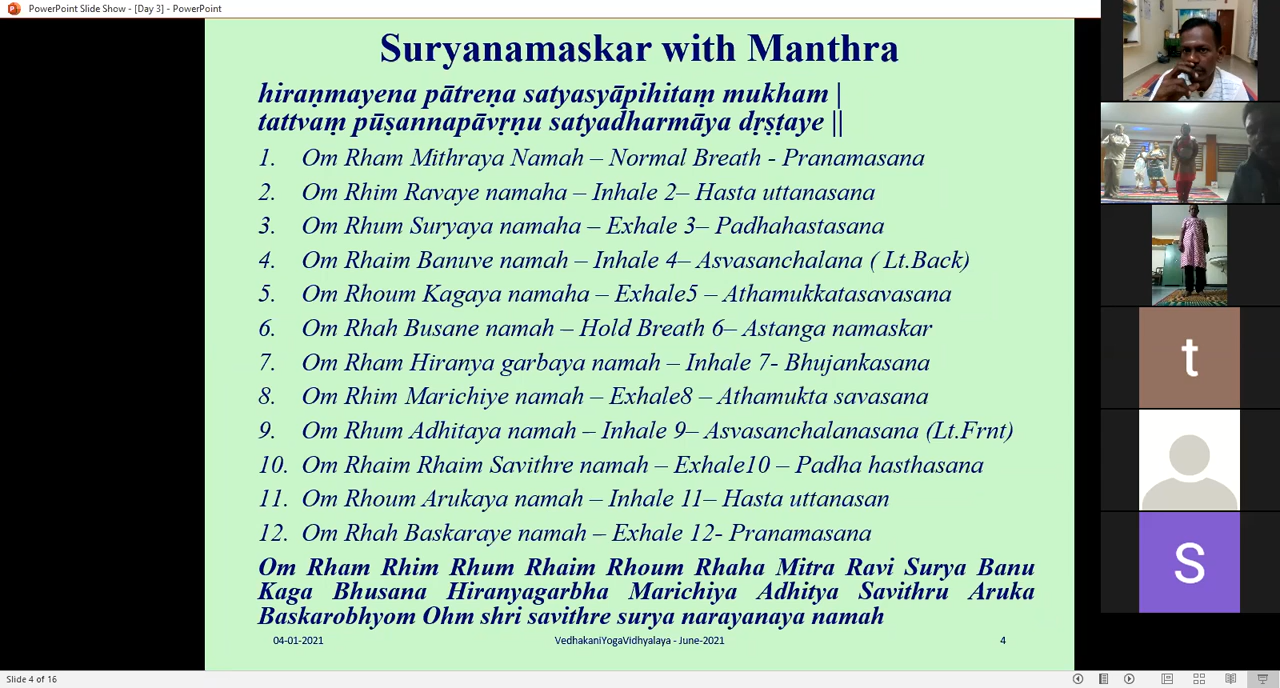 PowerPoint Slide Show - [Day 3] - PowerPoint
Suryanamaskar with Manthra
hiraṇmayena pātreṇa satyasyāpihitaṃ mukham |
tattvaṃ pūṣannapāvṛṇu satyadharmāya dṛṣṭaye ||
1. Om Rham Mithraya Namah – Normal Breath - Pranamasana
2. Om Rhim Ravaye namaha – Inhale 2– Hasta uttanasana
3. Om Rhum Suryaya namaha – Exhale 3– Padhahastasana
4. Om Rhaim Banuve namah – Inhale 4– Asvasanchalana ( Lt.Back)
5. Om Rhoum Kagaya namaha – Exhale5 – Athamukkatasavasana
6. Om Rhah Busane namah – Hold Breath 6– Astanga namaskar
7. Om Rham Hiranya garbaya namah – Inhale 7- Bhujankasana
8. Om Rhim Marichiye namah – Exhale8 – Athamukta savasana
9. Om Rhum Adhitaya namah – Inhale 9– Asvasanchalanasana (Lt.Frnt)
10. Om Rhaim Rhaim Savithre namah – Exhale10 – Padha hasthasana
11. Om Rhoum Arukaya namah – Inhale 11– Hasta uttanasan
12. Om Rhah Baskaraye namah – Exhale 12- Pranamasana
Om Rham Rhim Rhum Rhaim Rhoum Rhaha Mitra Ravi Surya Banu
Kaga Bhusana Hiranyagarbha Marichiya Adhitya Savithru Aruka
Baskarobhyom Ohm shri savithre surya narayanaya namah
04-01-2021 VedhakaniYogaVidhyalaya - June-2021 4
t
S
Slide 4 of 16